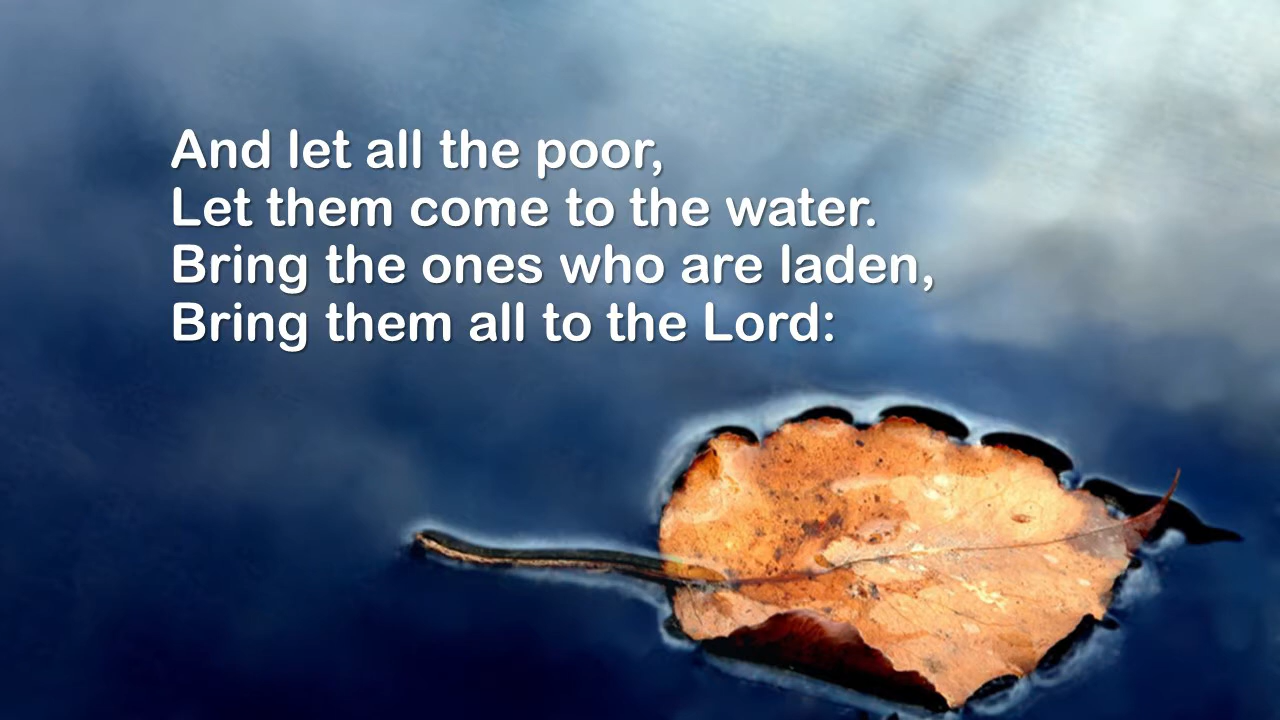 And let all the poor,
Let them come to the water.
Bring the ones who are laden,
Bring them all to the Lord: